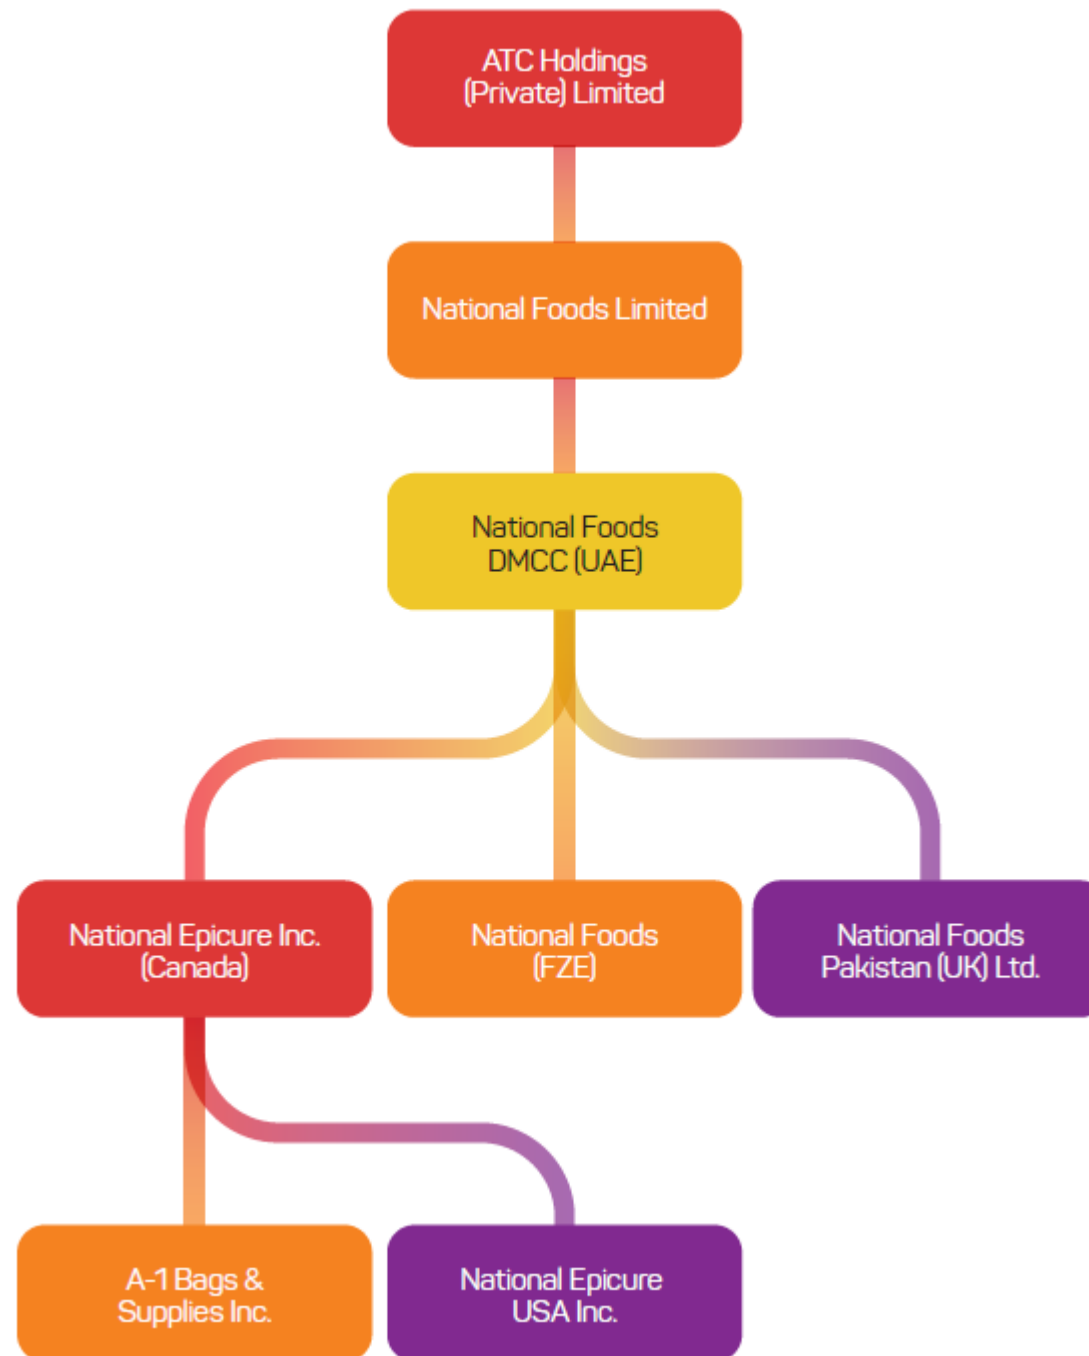 ATC Holdings
(Private) Limited
National Foods Limited
National Foods
DMCC (UAE)
National Epicure Inc.
(Canada)
National Foods
(FZE)
National Foods
Pakistan (UK) Ltd.
A-1 Bags &
Supplies Inc.
National Epicure
USA Inc.